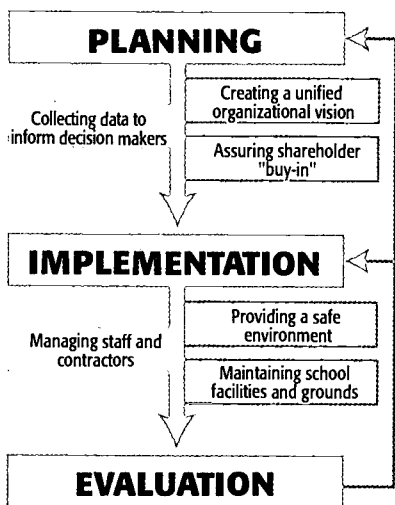 PLANNING
Collecting data to
inform decision makers
Creating a unified
organizational vision
Assuring shareholder
"buy-in"
IMPLEMENTATION
Managing staff and
contractors
Providing a safe
environment
Maintaining school
facilities and grounds
EVALUATION